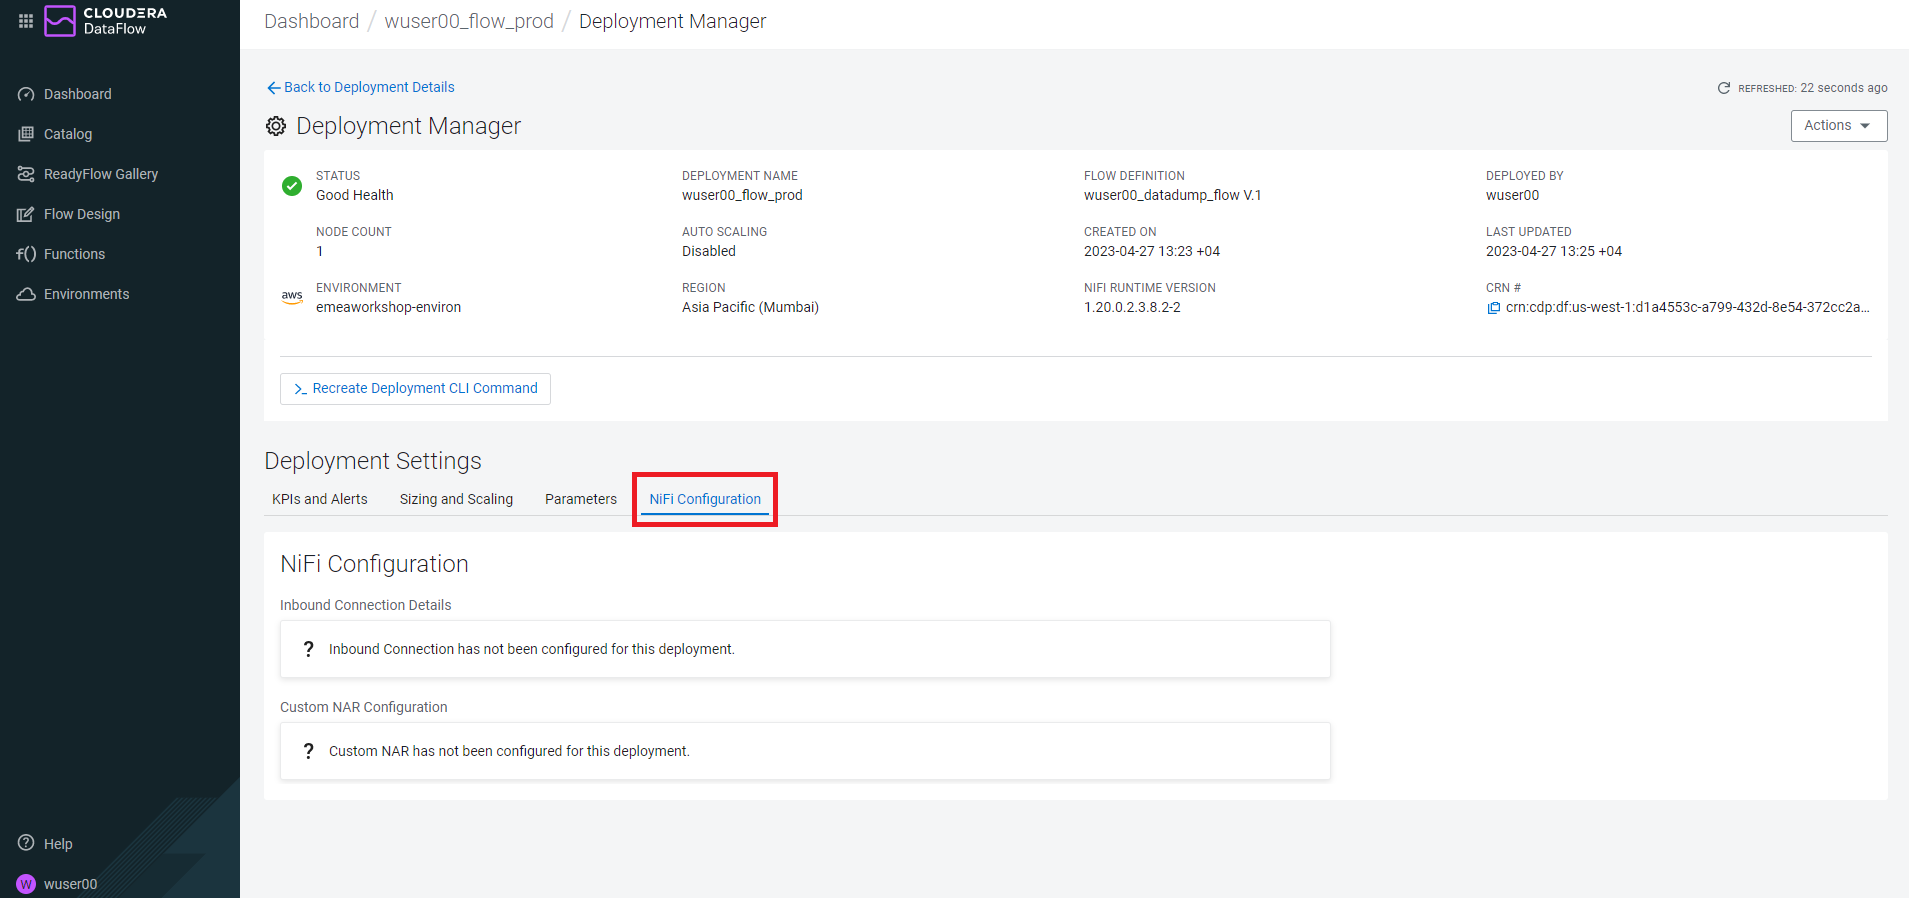 CLOUDERA
DataFlow
Dashboard
Catalog
ReadyFlow Gallery
Flow Design
f() Functions
Environments
Help
W wuser00
Dashboard / wuser00_flow_prod / Deployment Manager
Back to Deployment Details
REFRESHED: 22 seconds ago
Deployment Manager
Actions
STATUS
Good Health
DEPLOYMENT NAME
wuser00_flow_prod
FLOW DEFINITION
wuser00_datadump_flow V.1
DEPLOYED BY
wuser00
NODE COUNT
1
AUTO SCALING
Disabled
CREATED ON
2023-04-27 13:23 +04
LAST UPDATED
2023-04-27 13:25 +04
aws
ENVIRONMENT
emeaworkshop-environ
REGION
Asia Pacific (Mumbai)
NIFI RUNTIME VERSION
1.20.0.2.3.8.2-2
CRN #
crn:cdp:df:us-west-1:d1a4553c-a799-432d-8e54-372cc2a...
>_ Recreate Deployment CLI Command
Deployment Settings
KPIs and Alerts
Sizing and Scaling
Parameters
NiFi Configuration
NiFi Configuration
Inbound Connection Details
? Inbound Connection has not been configured for this deployment.
Custom NAR Configuration
? Custom NAR has not been configured for this deployment.